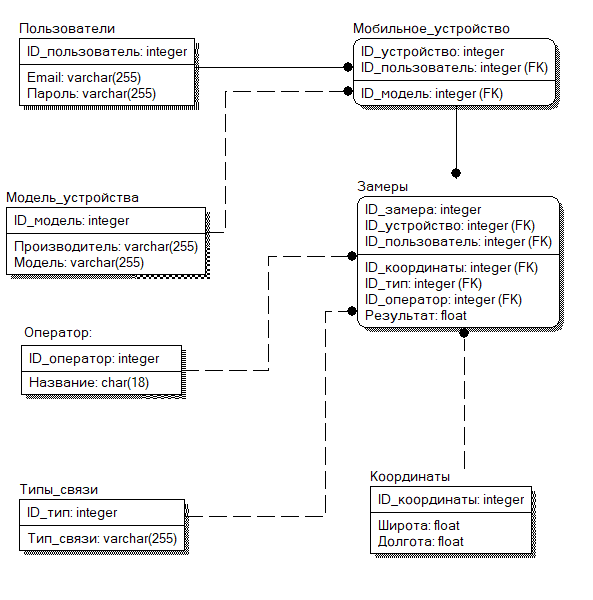 Пользователи
ID_пользователь: integer
Email: varchar(255)
Пароль: varchar(255)
Мобильное_устройство
ID_устройство: integer
ID_пользователь: integer (FK)
ID_модель: integer (FK)
Модель_устройства
ID_модель: integer
Производитель: varchar(255)
Модель: varchar(255)
Замеры
ID_замера: integer
ID_устройство: integer (FK)
ID_пользователь: integer (FK)
ID_координаты: integer (FK)
ID_тип: integer (FK)
ID_оператор: integer (FK)
Результат: float
Оператор:
ID_оператор: integer
Название: char(18)
Типы_связи
ID_тип: integer
Тип_связи: varchar(255)
Координаты
ID_координаты: integer
Широта: float
Долгота: float